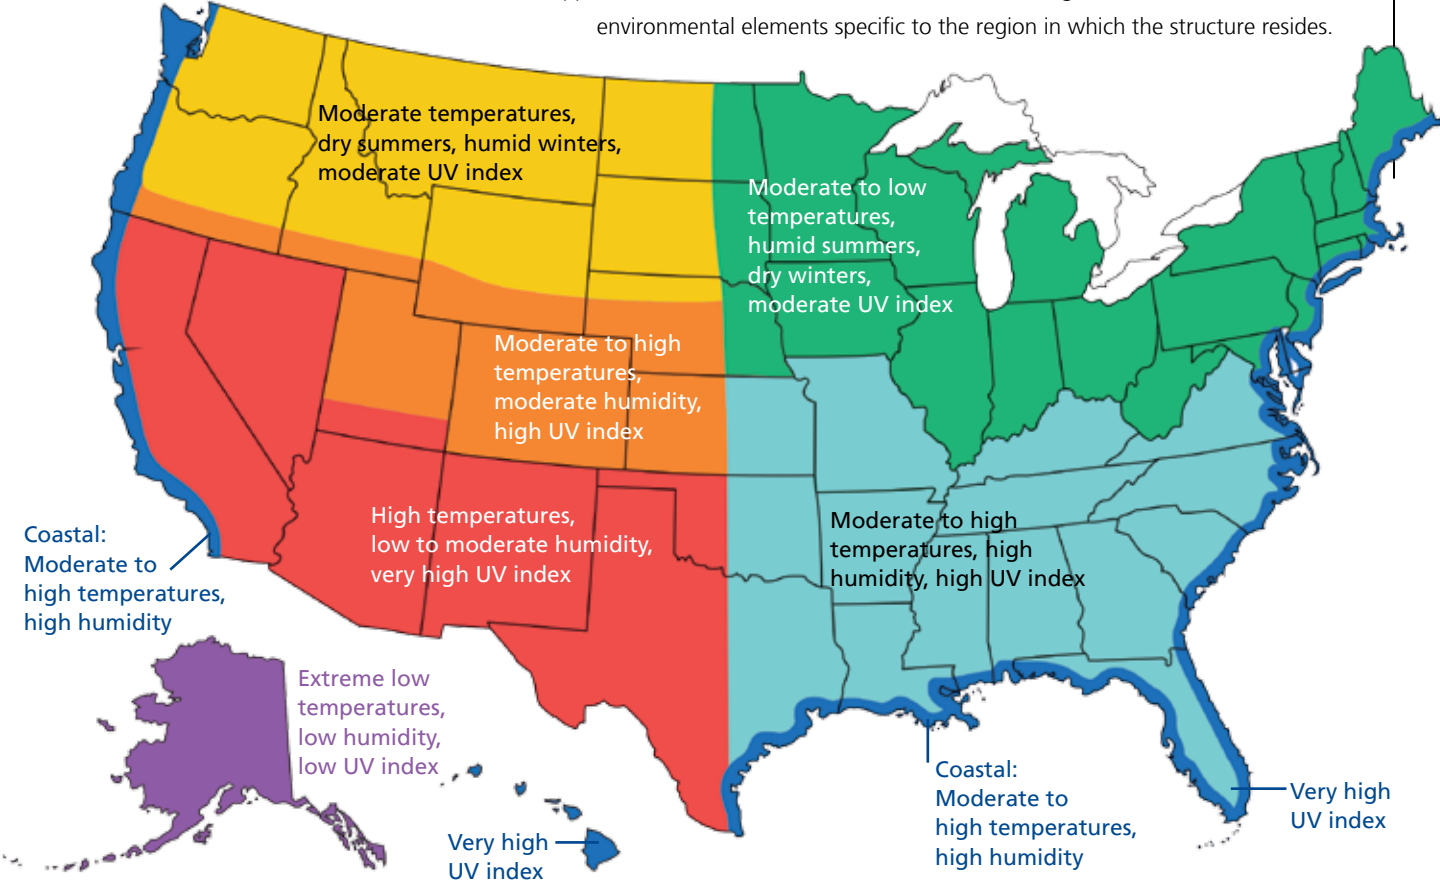 environmental elements specific to the region in which the structure resides.
Moderate temperatures,
dry summers, humid winters,
moderate UV index
Moderate to low
temperatures,
humid summers,
dry winters,
moderate UV index
Moderate to high
temperatures,
moderate humidity,
high UV index
High temperatures,
low to moderate humidity,
very high UV index
Moderate to high
temperatures, high
humidity, high UV index
Coastal:
Moderate to
high temperatures,
high humidity
Extreme low
temperatures,
low humidity,
low UV index
Very high
UV index
Coastal:
Moderate to
high temperatures,
high humidity
Very high
UV index